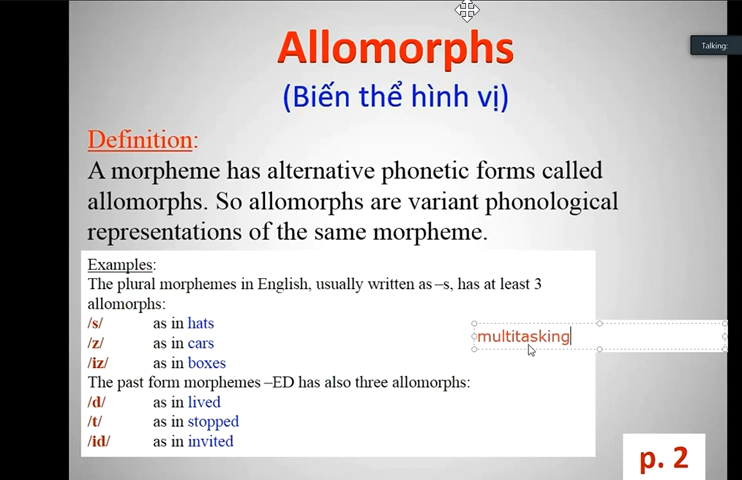 Allomorphs
Talking:
(Biến thể hình vị)
Definition:
A morpheme has alternative phonetic forms called
allomorphs. So allomorphs are variant phonological
representations of the same morpheme.
Examples:
The plural morphemes in English, usually written as –s, has at least 3
allomorphs:
/s/ as in hats
/z/ as in cars
/iz/ as in boxes
multitasking
The past form morphemes –ED has also three allomorphs:
/d/ as in lived
/t/ as in stopped
/id/ as in invited
p. 2